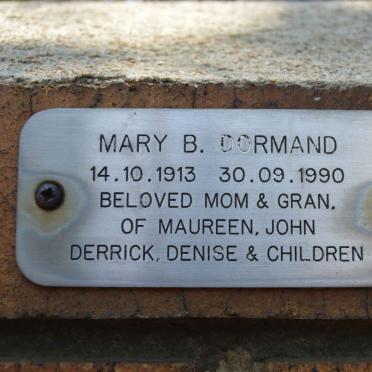 MARY B. DORMAND
14.10.1913 30.09.1990
BELOVED MOM & GRAN.
OF MAUREEN, JOHN
DERRICK, DENISE & CHILDREN